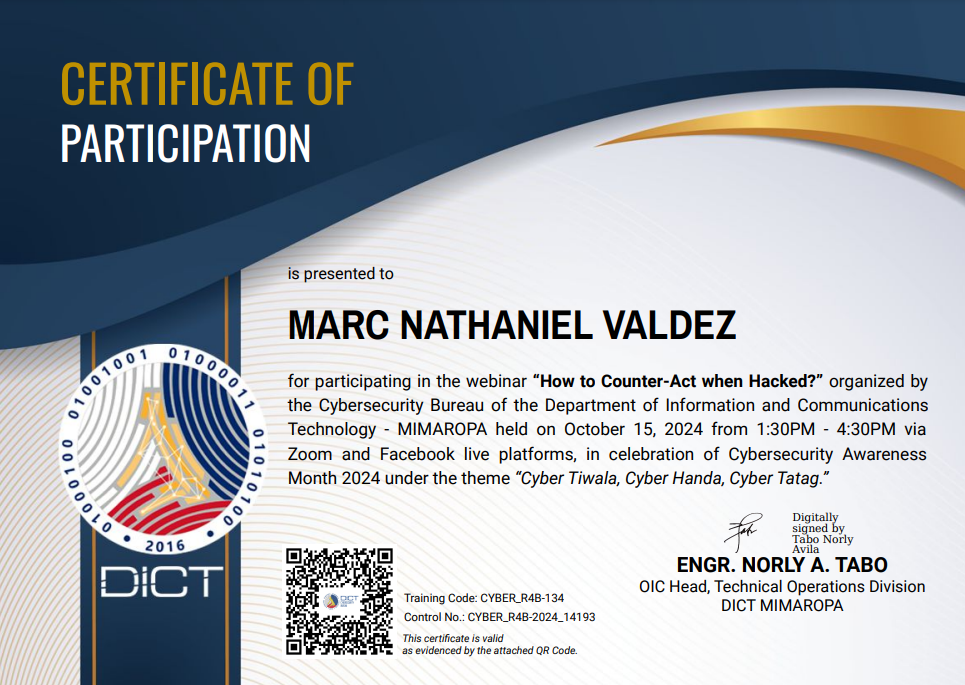 CERTIFICATE OF
PARTICIPATION
is presented to
MARC NATHANIEL VALDEZ
for participating in the webinar “How to Counter-Act when Hacked?” organized by
the Cybersecurity Bureau of the Department of Information and Communications
Technology - MIMAROPA held on October 15, 2024 from 1:30PM - 4:30PM via
Zoom and Facebook live platforms, in celebration of Cybersecurity Awareness
Month 2024 under the theme “Cyber Tiwala, Cyber Handa, Cyber Tatag.”
01000100 01001001 01000011 01010100
• 2016 •
DICT
Digitally
signed by
Tabo Norly
Avila
ENGR. NORLY A. TABO
OIC Head, Technical Operations Division
DICT MIMAROPA
DICT
Training Code: CYBER_R4B-134
Control No.: CYBER_R4B-2024_14193
This certificate is valid
as evidenced by the attached QR Code.